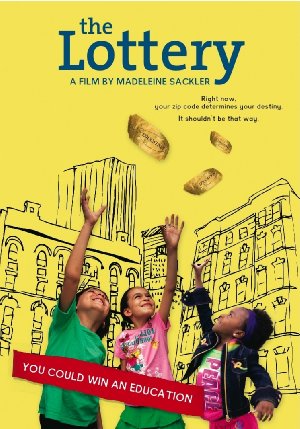 the
Lottery
A FILM BY MADELEINE SACKLER
Right now,
your zip code determines your destiny.
It shouldn't be that way.
YOU COULD WIN AN EDUCATION
PEACE